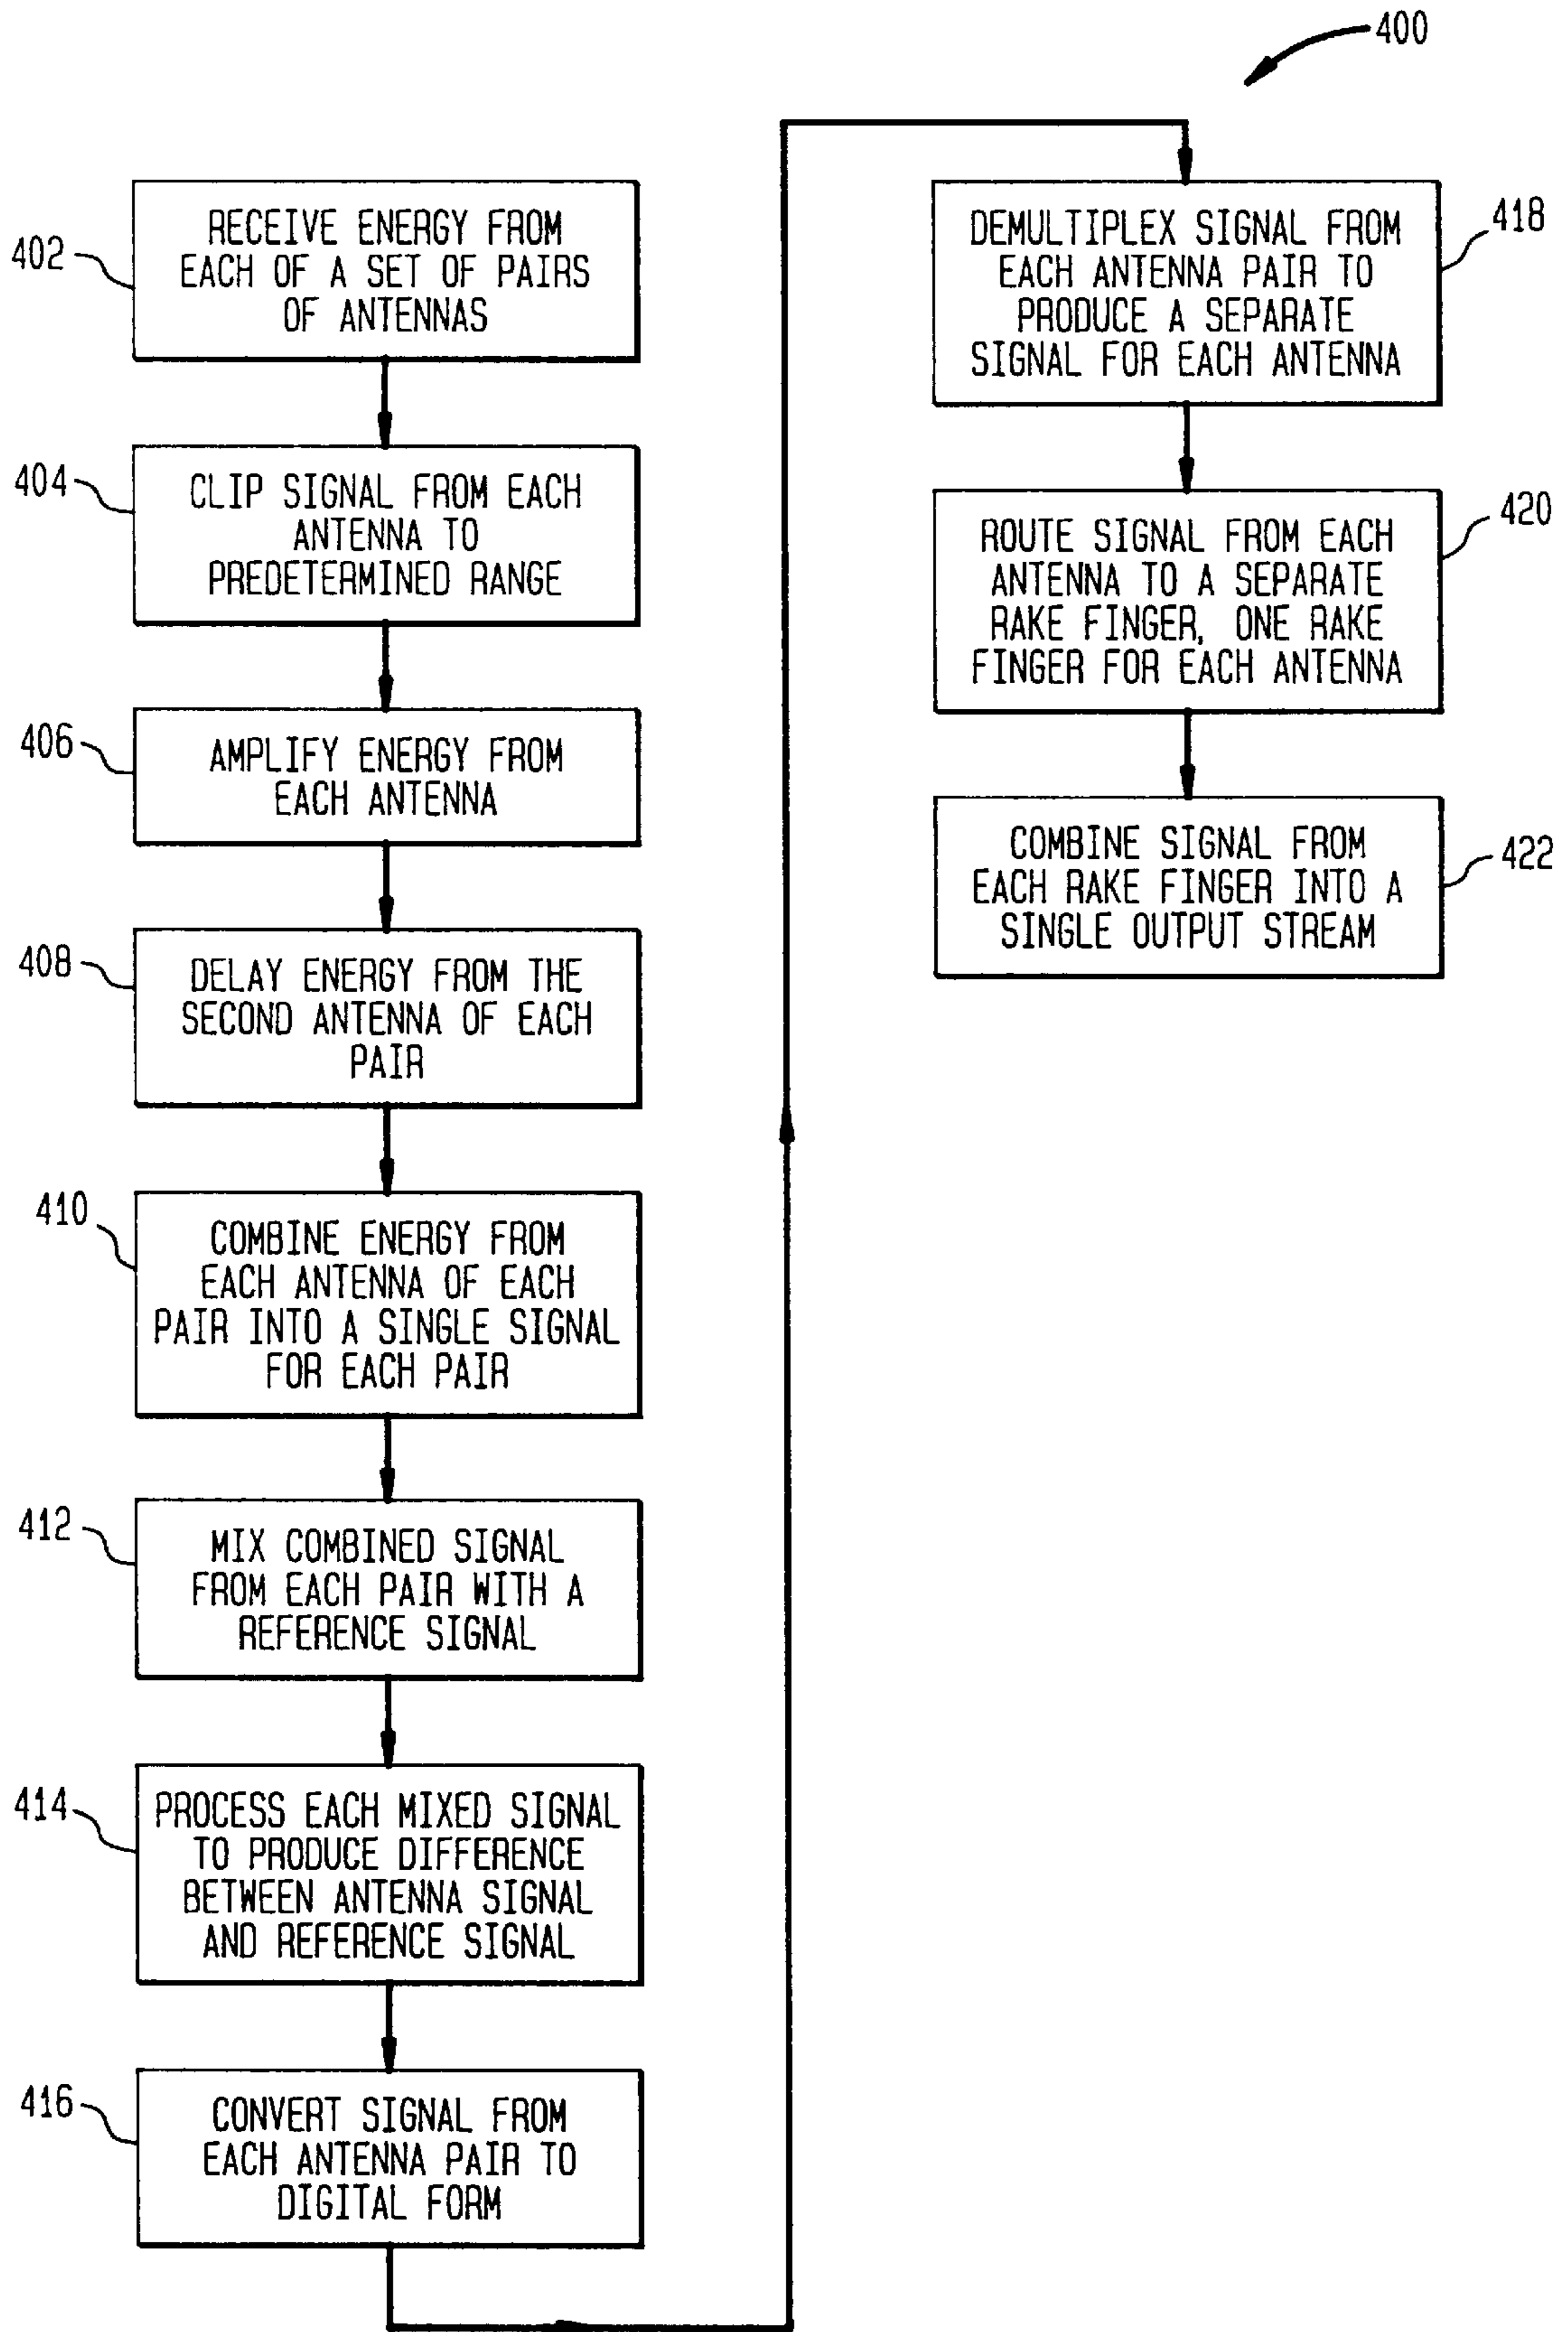 400
402
RECEIVE ENERGY FROM
EACH OF A SET OF PAIRS
OF ANTENNAS
404
CLIP SIGNAL FROM EACH
ANTENNA TO
PREDETERMINED RANGE
406
AMPLIFY ENERGY FROM
EACH ANTENNA
408
DELAY ENERGY FROM THE
SECOND ANTENNA OF EACH
PAIR
410
COMBINE ENERGY FROM
EACH ANTENNA OF EACH
PAIR INTO A SINGLE SIGNAL
FOR EACH PAIR
412
MIX COMBINED SIGNAL
FROM EACH PAIR WITH A
REFERENCE SIGNAL
414
PROCESS EACH MIXED SIGNAL
TO PRODUCE DIFFERENCE
BETWEEN ANTENNA SIGNAL
AND REFERENCE SIGNAL
416
CONVERT SIGNAL FROM
EACH ANTENNA PAIR TO
DIGITAL FORM
418
DEMULTIPLEX SIGNAL FROM
EACH ANTENNA PAIR TO
PRODUCE A SEPARATE
SIGNAL FOR EACH ANTENNA
420
ROUTE SIGNAL FROM EACH
ANTENNA TO A SEPARATE
RAKE FINGER, ONE RAKE
FINGER FOR EACH ANTENNA
422
COMBINE SIGNAL FROM
EACH RAKE FINGER INTO A
SINGLE OUTPUT STREAM